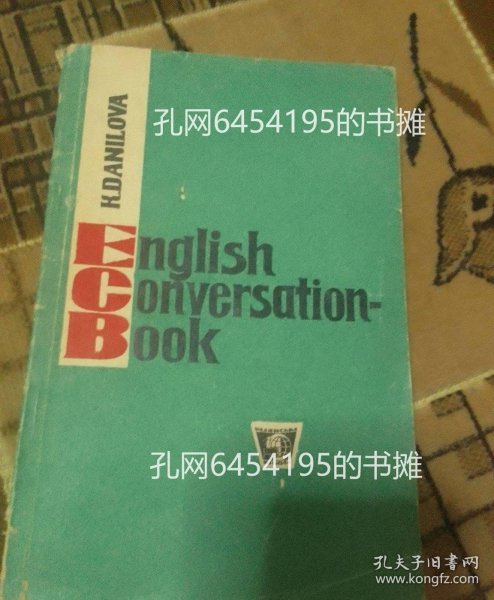 K.DANILOVA
孔网6454195的书摊
English
Conversation-
Book
孔网6454195的书摊
孔夫子旧书网
www.kongfz.com